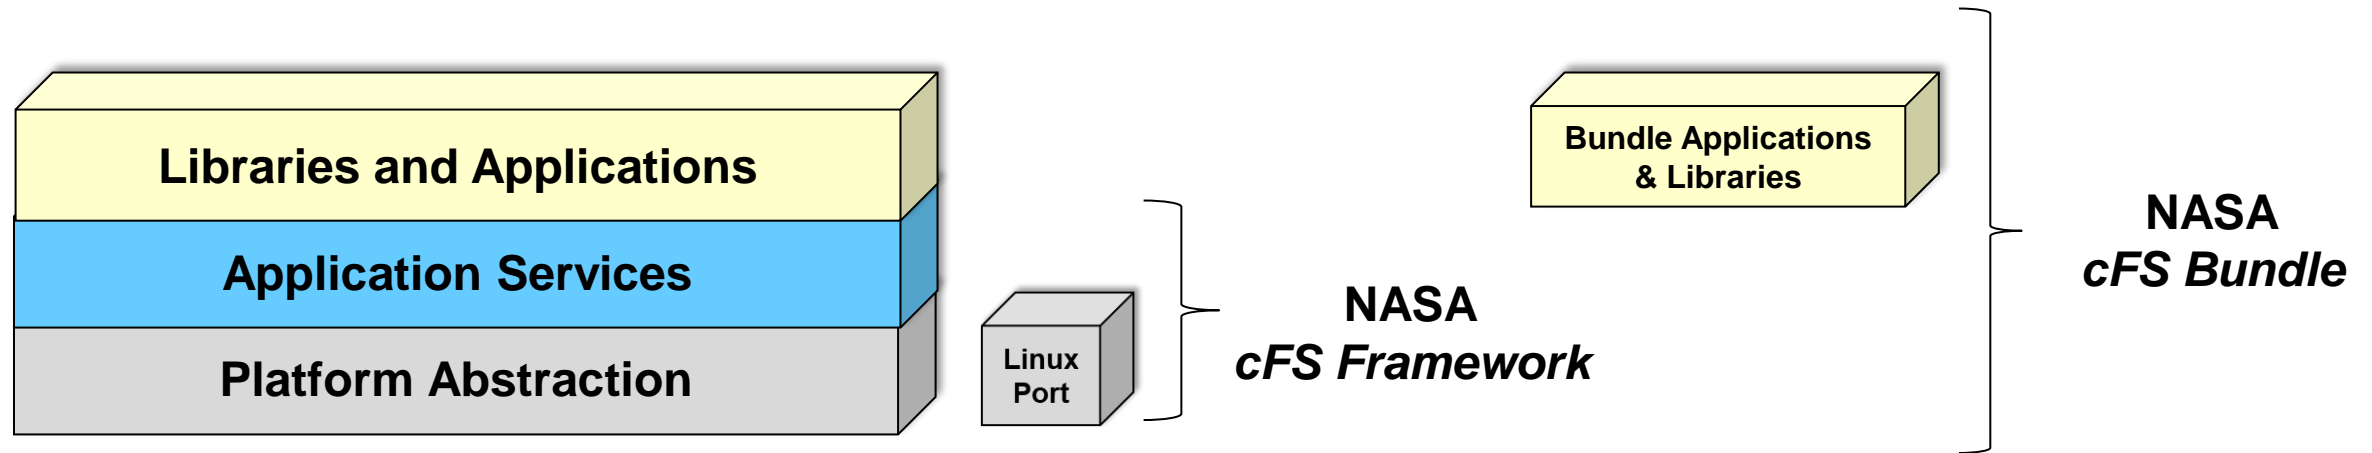 Libraries and Applications
Application Services
Platform Abstraction
Linux
Port
NASA
cFS Framework
Bundle Applications
& Libraries
NASA
cFS Bundle